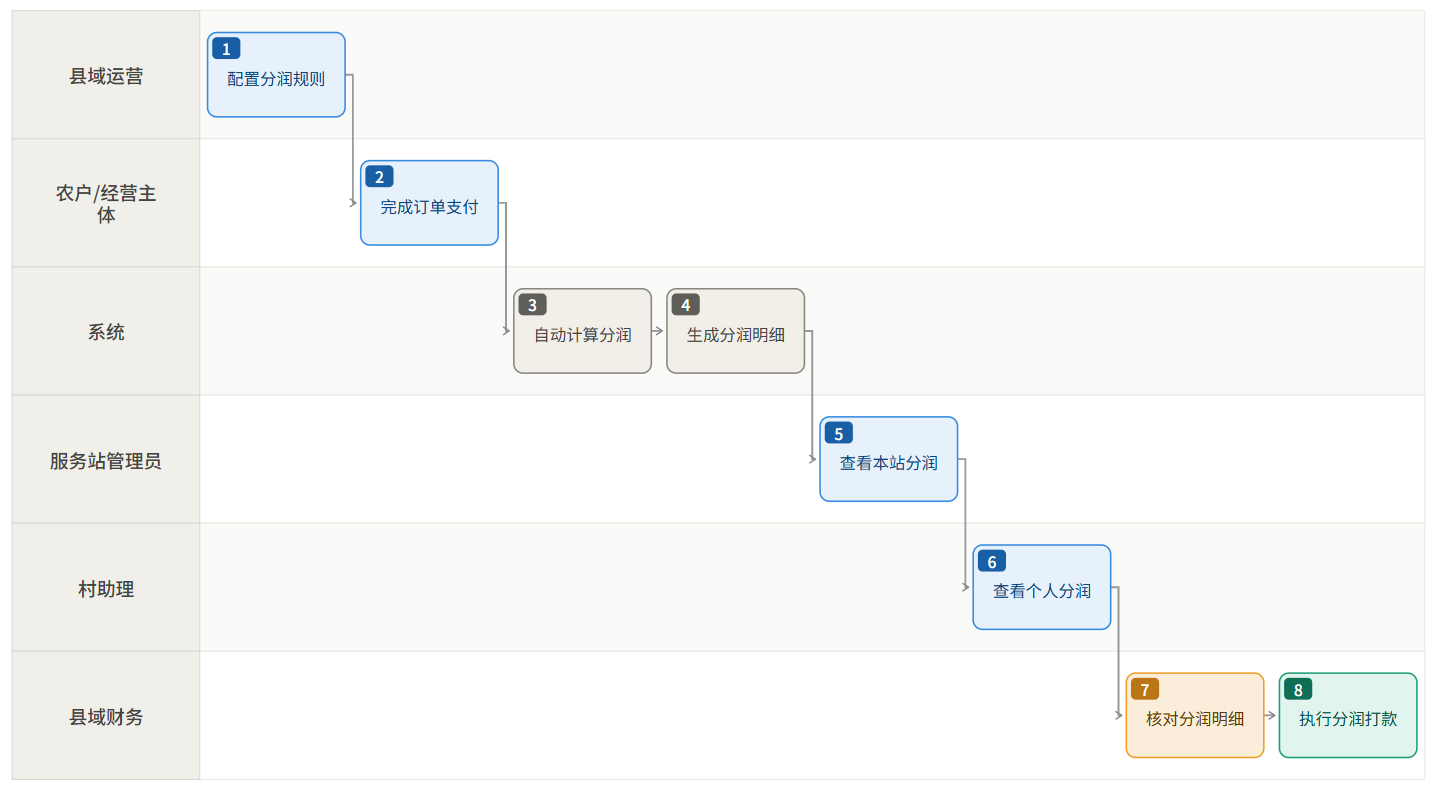 县域运营
1
配置分润规则
农户/经营主
体
2
完成订单支付
系统
3
自动计算分润
4
生成分润明细
服务站管理员
5
查看本站分润
村助理
6
查看个人分润
县域财务
7
核对分润明细
8
执行分润打款